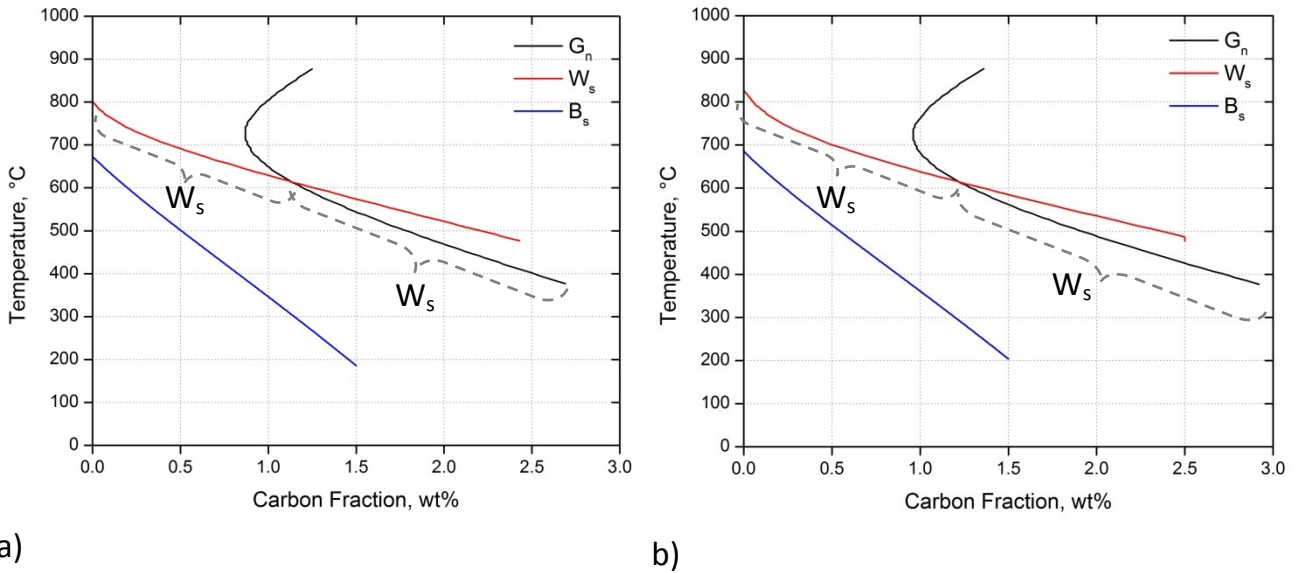 1000
900
800
700
600
500
400
300
200
100
0
Temperature, °C
0.0 0.5 1.0 1.5 2.0 2.5 3.0
Carbon Fraction, wt%
Gₙ
Wₛ
Bₛ
Wₛ
Wₛ
a)
1000
900
800
700
600
500
400
300
200
100
0
Temperature, °C
0.0 0.5 1.0 1.5 2.0 2.5 3.0
Carbon Fraction, wt%
Gₙ
Wₛ
Bₛ
Wₛ
Wₛ
b)